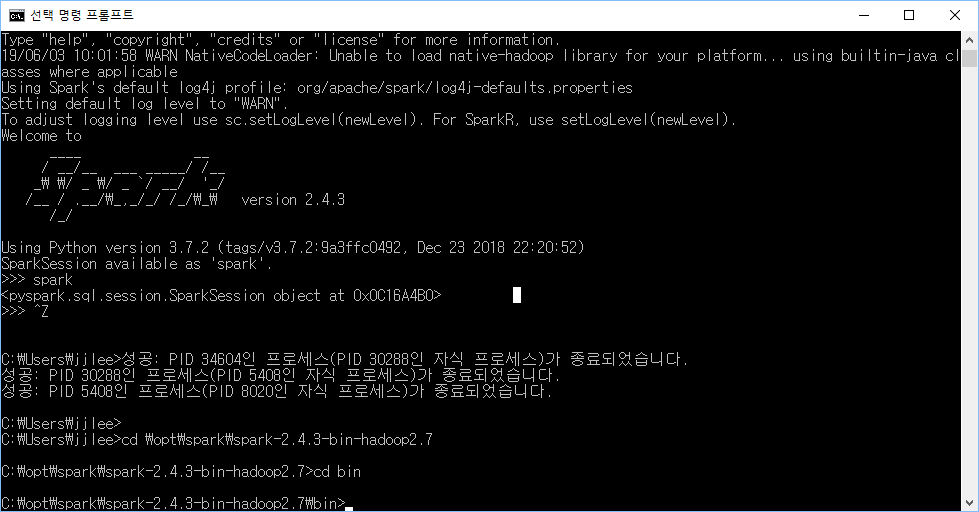 선택 명령 프롬프트
Type "help", "copyright", "credits" or "license" for more information.
19/06/03 10:01:58 WARN NativeCodeLoader: Unable to load native-hadoop library for your platform... using builtin-java cl
asses where applicable
Using Spark's default log4j profile: org/apache/spark/log4j-defaults.properties
Setting default log level to "WARN".
To adjust logging level use sc.setLogLevel(newLevel). For SparkR, use setLogLevel(newLevel).
Welcome to
      ____              __
     / __/__  ___ _____/ /__
    _₩ ₩/ _ ₩/ _ `/ __/  '_/
   /__ / .__/₩_,_/_/ /_/₩_₩   version 2.4.3
      /_/
Using Python version 3.7.2 (tags/v3.7.2:9a3ffc0492, Dec 23 2018 22:20:52)
SparkSession available as 'spark'.
>>> spark
<pyspark.sql.session.SparkSession object at 0x0C16A4B0>
>>> ^Z
C:₩Users₩jjlee>성공: PID 34604인 프로세스(PID 30288인 자식 프로세스)가 종료되었습니다.
성공: PID 30288인 프로세스(PID 5408인 자식 프로세스)가 종료되었습니다.
성공: PID 5408인 프로세스(PID 8020인 자식 프로세스)가 종료되었습니다.
C:₩Users₩jjlee>
C:₩Users₩jjlee>cd ₩opt₩spark₩spark-2.4.3-bin-hadoop2.7
C:₩opt₩spark₩spark-2.4.3-bin-hadoop2.7>cd bin
C:₩opt₩spark₩spark-2.4.3-bin-hadoop2.7₩bin>